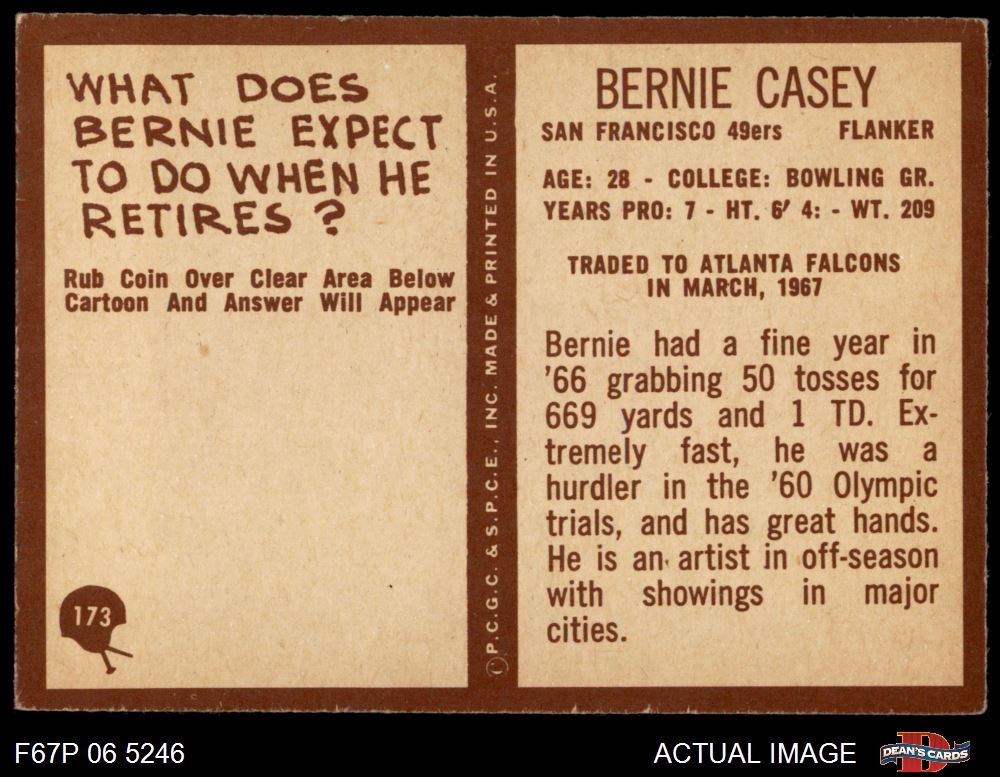 WHAT DOES
BERNIE EXPECT
TO DO WHEN HE
RETIRES ?
Rub Coin Over Clear Area Below
Cartoon And Answer Will Appear
173
© P.C.G.C. & S.P.C.E., INC. MADE & PRINTED IN U.S.A.
BERNIE CASEY
SAN FRANCISCO 49ers FLANKER
AGE: 28 - COLLEGE: BOWLING GR.
YEARS PRO: 7 - HT. 6' 4: - WT. 209
TRADED TO ATLANTA FALCONS
IN MARCH, 1967
Bernie had a fine year in
'66 grabbing 50 tosses for
669 yards and 1 TD. Ex-
tremely fast, he was a
hurdler in the '60 Olympic
trials, and has great hands.
He is an artist in off-season
with showings in major
cities.
F67P 06 5246
ACTUAL IMAGE
D
DEAN'S CARDS